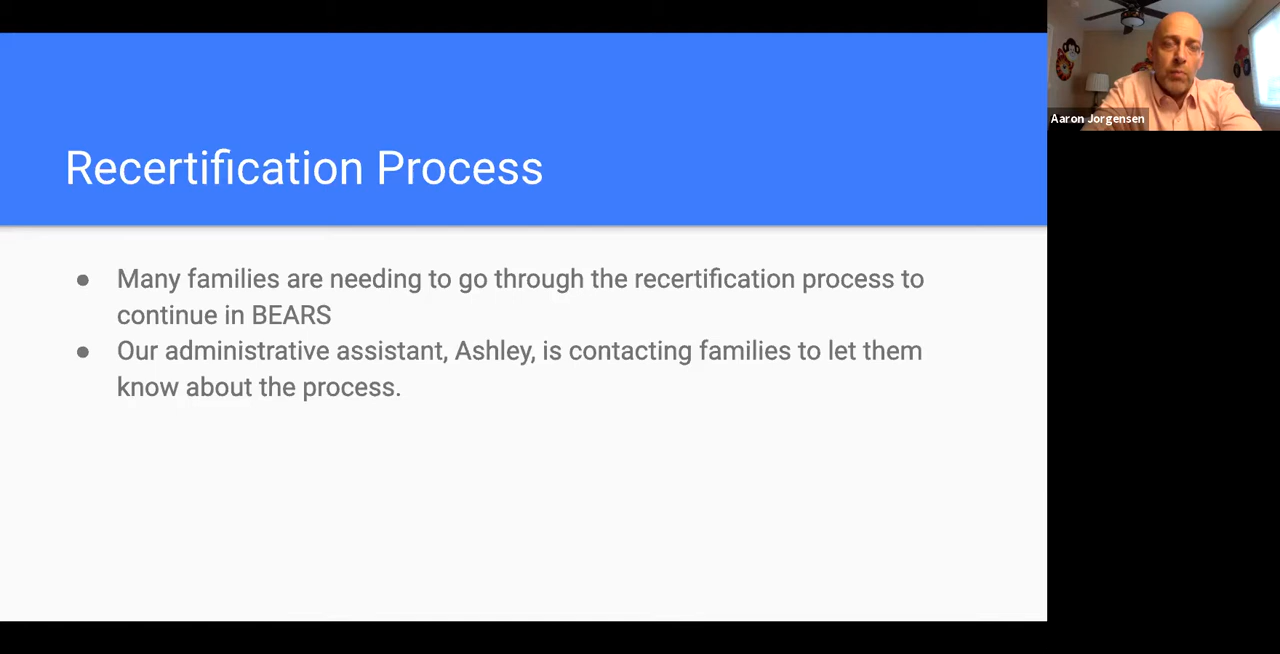 Recertification Process
● Many families are needing to go through the recertification process to
continue in BEARS
● Our administrative assistant, Ashley, is contacting families to let them
know about the process.
Aaron Jorgensen